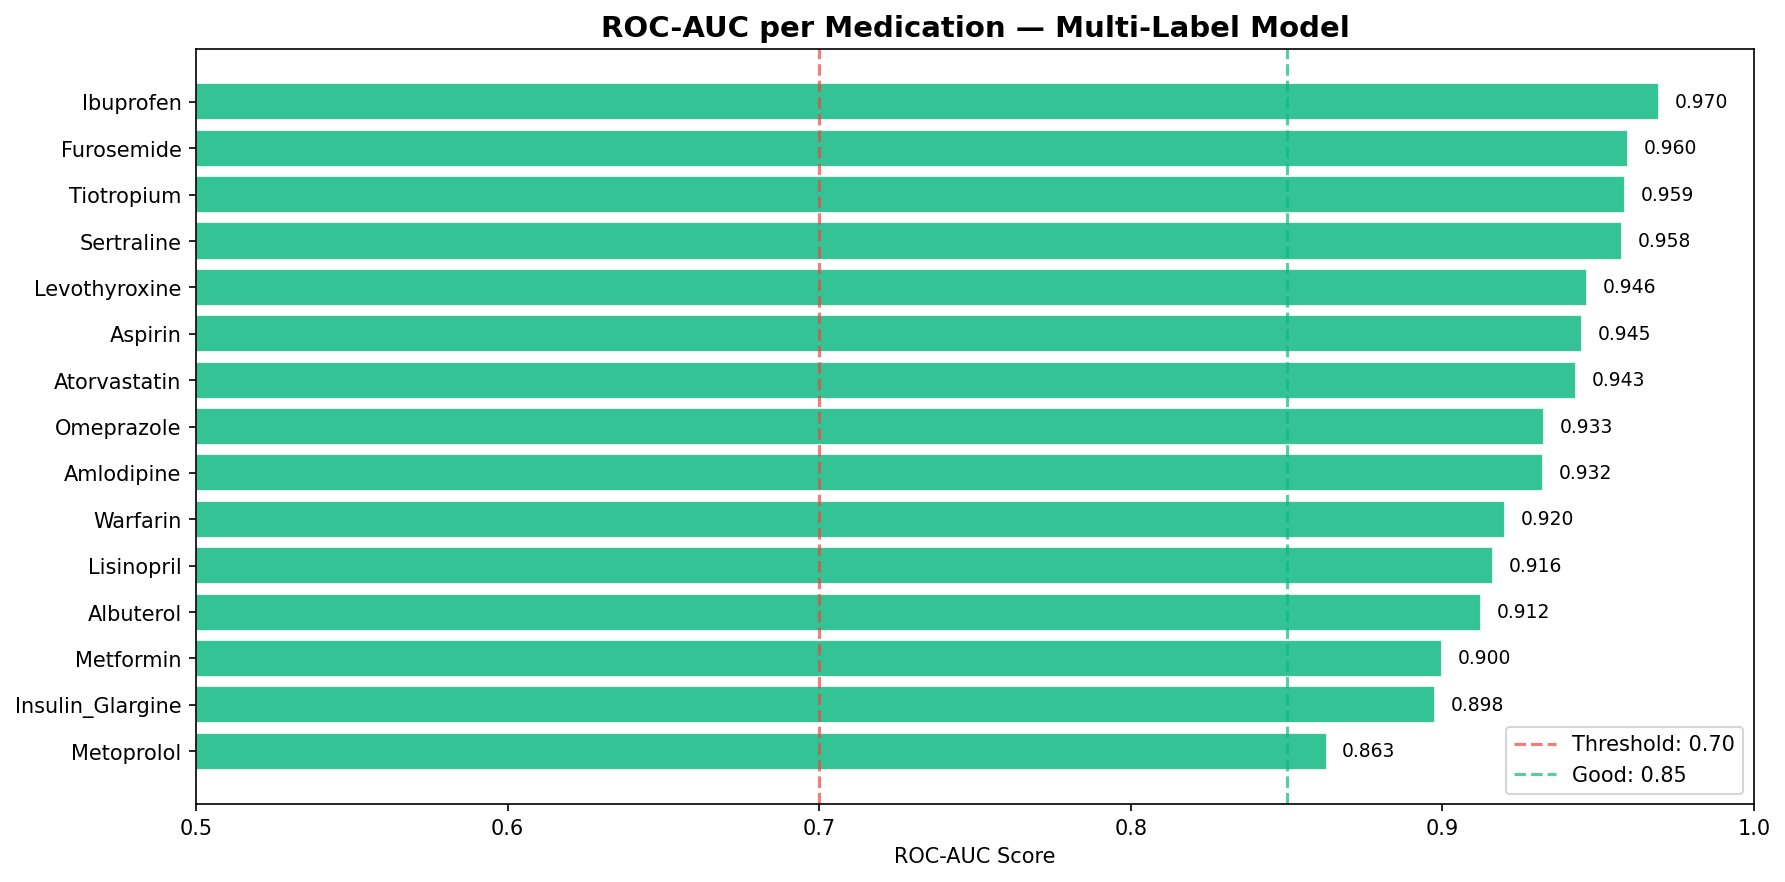 ROC-AUC per Medication — Multi-Label Model
Ibuprofen 0.970
Furosemide 0.960
Tiotropium 0.959
Sertraline 0.958
Levothyroxine 0.946
Aspirin 0.945
Atorvastatin 0.943
Omeprazole 0.933
Amlodipine 0.932
Warfarin 0.920
Lisinopril 0.916
Albuterol 0.912
Metformin 0.900
Insulin_Glargine 0.898
Metoprolol 0.863
Threshold: 0.70
Good: 0.85
0.5 0.6 0.7 0.8 0.9 1.0
ROC-AUC Score